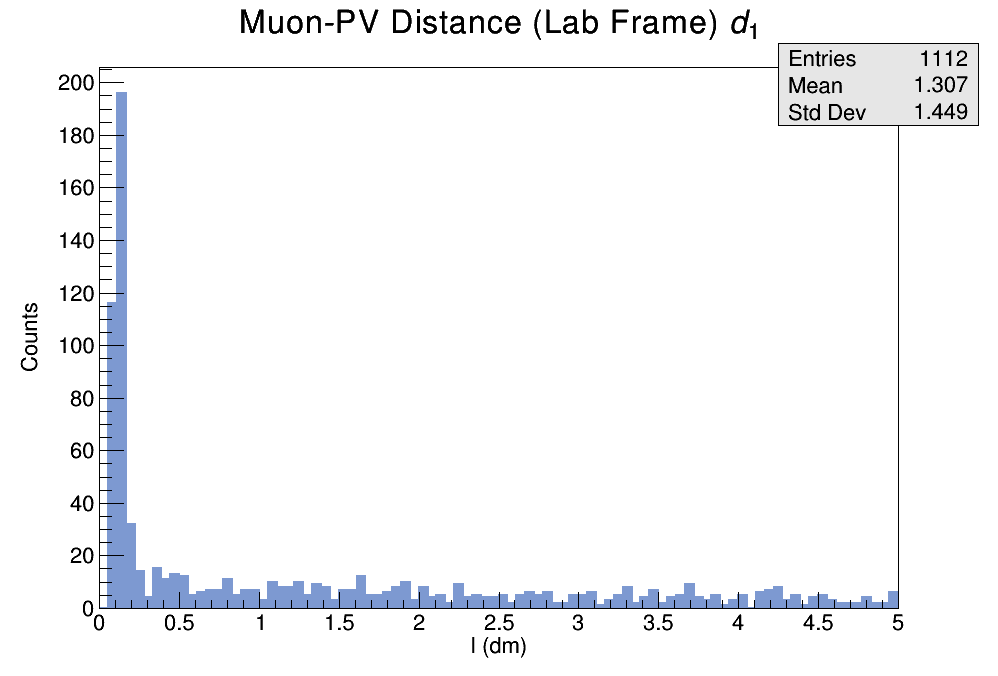 Muon-PV Distance (Lab Frame) d₁
Entries 1112
Mean 1.307
Std Dev 1.449
200
180
160
140
120
100
80
60
40
20
0
Counts
0 0.5 1 1.5 2 2.5 3 3.5 4 4.5 5
l (dm)